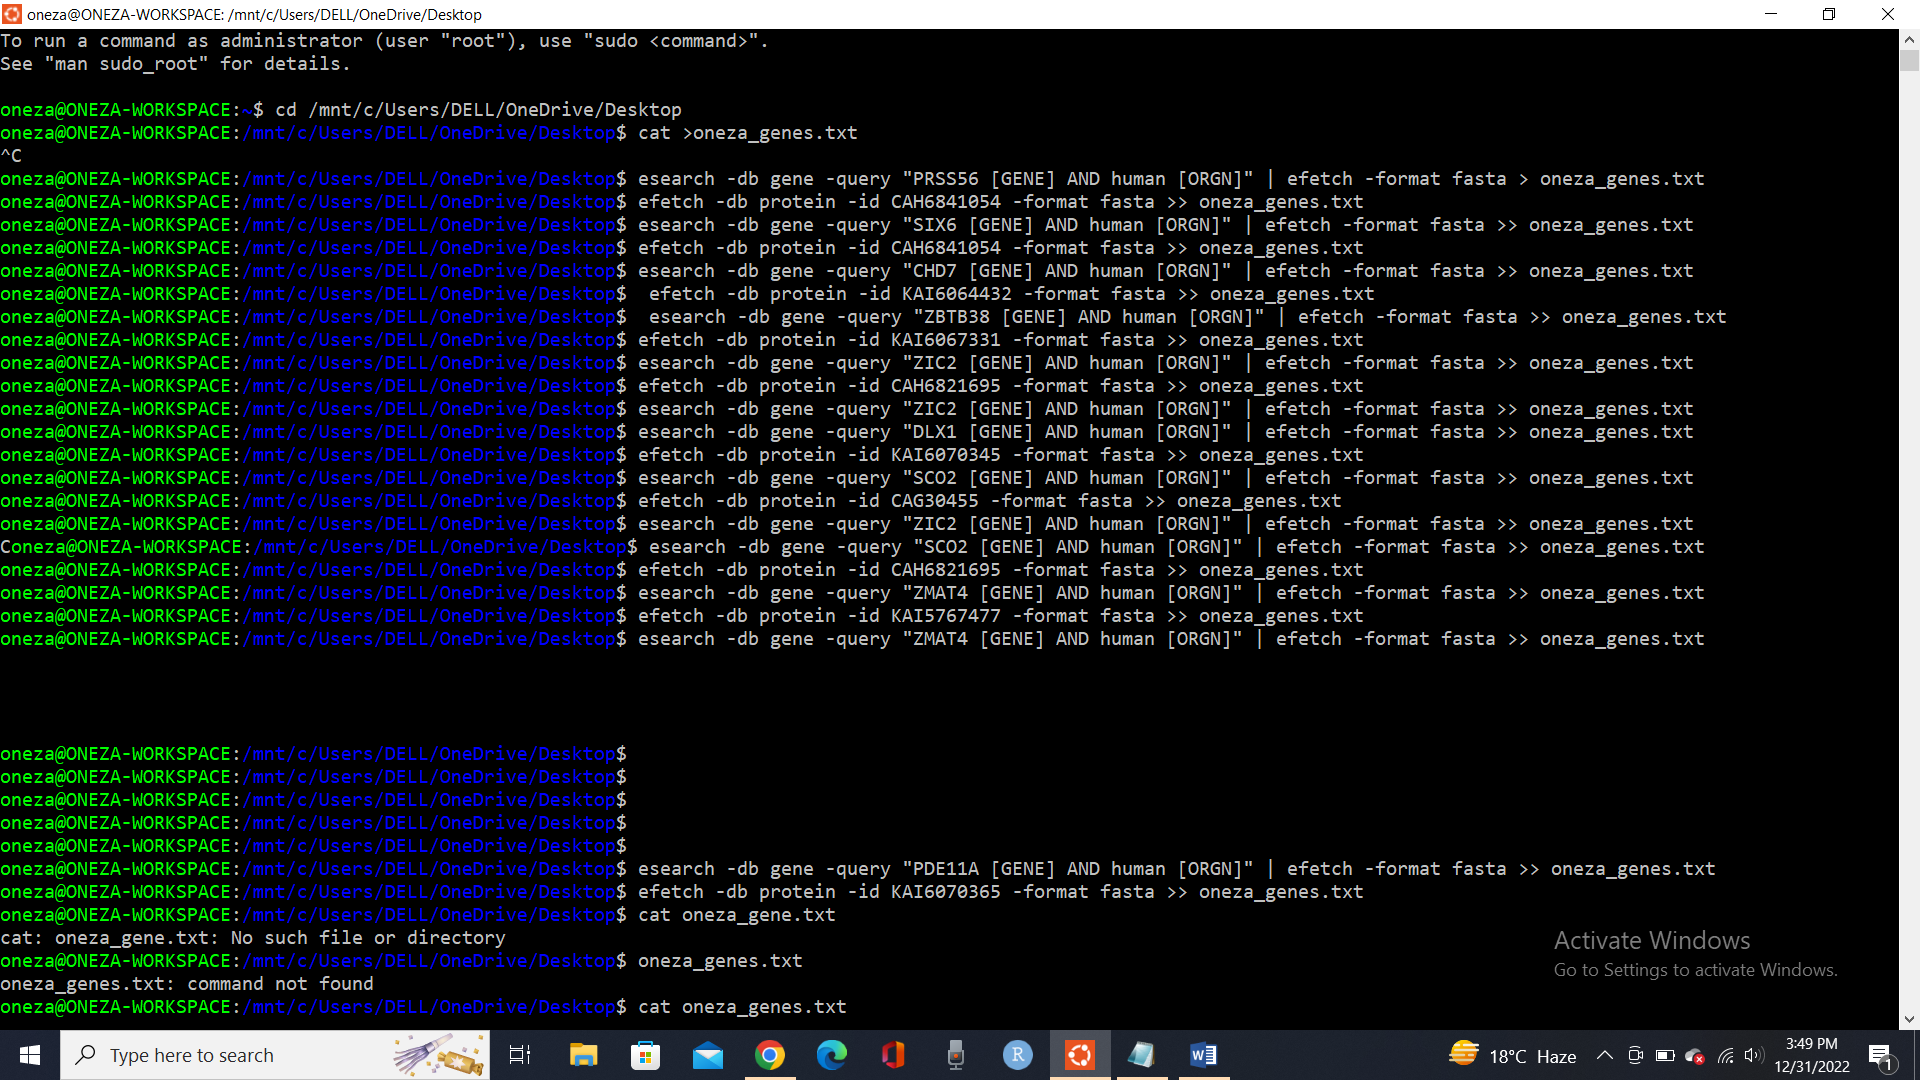 oneza@ONEZA-WORKSPACE: /mnt/c/Users/DELL/OneDrive/Desktop
To run a command as administrator (user "root"), use "sudo <command>".
See "man sudo_root" for details.
oneza@ONEZA-WORKSPACE:~$ cd /mnt/c/Users/DELL/OneDrive/Desktop
oneza@ONEZA-WORKSPACE:/mnt/c/Users/DELL/OneDrive/Desktop$ cat >oneza_genes.txt
^C
oneza@ONEZA-WORKSPACE:/mnt/c/Users/DELL/OneDrive/Desktop$ esearch -db gene -query "PRSS56 [GENE] AND human [ORGN]" | efetch -format fasta > oneza_genes.txt
oneza@ONEZA-WORKSPACE:/mnt/c/Users/DELL/OneDrive/Desktop$ efetch -db protein -id CAH6841054 -format fasta >> oneza_genes.txt
oneza@ONEZA-WORKSPACE:/mnt/c/Users/DELL/OneDrive/Desktop$ esearch -db gene -query "SIX6 [GENE] AND human [ORGN]" | efetch -format fasta >> oneza_genes.txt
oneza@ONEZA-WORKSPACE:/mnt/c/Users/DELL/OneDrive/Desktop$ efetch -db protein -id CAH6841054 -format fasta >> oneza_genes.txt
oneza@ONEZA-WORKSPACE:/mnt/c/Users/DELL/OneDrive/Desktop$ esearch -db gene -query "CHD7 [GENE] AND human [ORGN]" | efetch -format fasta >> oneza_genes.txt
oneza@ONEZA-WORKSPACE:/mnt/c/Users/DELL/OneDrive/Desktop$  efetch -db protein -id KAI6064432 -format fasta >> oneza_genes.txt
oneza@ONEZA-WORKSPACE:/mnt/c/Users/DELL/OneDrive/Desktop$  esearch -db gene -query "ZBTB38 [GENE] AND human [ORGN]" | efetch -format fasta >> oneza_genes.txt
oneza@ONEZA-WORKSPACE:/mnt/c/Users/DELL/OneDrive/Desktop$ efetch -db protein -id KAI6067331 -format fasta >> oneza_genes.txt
oneza@ONEZA-WORKSPACE:/mnt/c/Users/DELL/OneDrive/Desktop$ esearch -db gene -query "ZIC2 [GENE] AND human [ORGN]" | efetch -format fasta >> oneza_genes.txt
oneza@ONEZA-WORKSPACE:/mnt/c/Users/DELL/OneDrive/Desktop$ efetch -db protein -id CAH6821695 -format fasta >> oneza_genes.txt
oneza@ONEZA-WORKSPACE:/mnt/c/Users/DELL/OneDrive/Desktop$ esearch -db gene -query "ZIC2 [GENE] AND human [ORGN]" | efetch -format fasta >> oneza_genes.txt
oneza@ONEZA-WORKSPACE:/mnt/c/Users/DELL/OneDrive/Desktop$ esearch -db gene -query "DLX1 [GENE] AND human [ORGN]" | efetch -format fasta >> oneza_genes.txt
oneza@ONEZA-WORKSPACE:/mnt/c/Users/DELL/OneDrive/Desktop$ efetch -db protein -id KAI6070345 -format fasta >> oneza_genes.txt
oneza@ONEZA-WORKSPACE:/mnt/c/Users/DELL/OneDrive/Desktop$ esearch -db gene -query "SCO2 [GENE] AND human [ORGN]" | efetch -format fasta >> oneza_genes.txt
oneza@ONEZA-WORKSPACE:/mnt/c/Users/DELL/OneDrive/Desktop$ efetch -db protein -id CAG30455 -format fasta >> oneza_genes.txt
oneza@ONEZA-WORKSPACE:/mnt/c/Users/DELL/OneDrive/Desktop$ esearch -db gene -query "ZIC2 [GENE] AND human [ORGN]" | efetch -format fasta >> oneza_genes.txt
Coneza@ONEZA-WORKSPACE:/mnt/c/Users/DELL/OneDrive/Desktop$ esearch -db gene -query "SCO2 [GENE] AND human [ORGN]" | efetch -format fasta >> oneza_genes.txt
oneza@ONEZA-WORKSPACE:/mnt/c/Users/DELL/OneDrive/Desktop$ efetch -db protein -id CAH6821695 -format fasta >> oneza_genes.txt
oneza@ONEZA-WORKSPACE:/mnt/c/Users/DELL/OneDrive/Desktop$ esearch -db gene -query "ZMAT4 [GENE] AND human [ORGN]" | efetch -format fasta >> oneza_genes.txt
oneza@ONEZA-WORKSPACE:/mnt/c/Users/DELL/OneDrive/Desktop$ efetch -db protein -id KAI5767477 -format fasta >> oneza_genes.txt
oneza@ONEZA-WORKSPACE:/mnt/c/Users/DELL/OneDrive/Desktop$ esearch -db gene -query "ZMAT4 [GENE] AND human [ORGN]" | efetch -format fasta >> oneza_genes.txt
oneza@ONEZA-WORKSPACE:/mnt/c/Users/DELL/OneDrive/Desktop$
oneza@ONEZA-WORKSPACE:/mnt/c/Users/DELL/OneDrive/Desktop$
oneza@ONEZA-WORKSPACE:/mnt/c/Users/DELL/OneDrive/Desktop$
oneza@ONEZA-WORKSPACE:/mnt/c/Users/DELL/OneDrive/Desktop$
oneza@ONEZA-WORKSPACE:/mnt/c/Users/DELL/OneDrive/Desktop$
oneza@ONEZA-WORKSPACE:/mnt/c/Users/DELL/OneDrive/Desktop$ esearch -db gene -query "PDE11A [GENE] AND human [ORGN]" | efetch -format fasta >> oneza_genes.txt
oneza@ONEZA-WORKSPACE:/mnt/c/Users/DELL/OneDrive/Desktop$ efetch -db protein -id KAI6070365 -format fasta >> oneza_genes.txt
oneza@ONEZA-WORKSPACE:/mnt/c/Users/DELL/OneDrive/Desktop$ cat oneza_gene.txt
cat: oneza_gene.txt: No such file or directory
oneza@ONEZA-WORKSPACE:/mnt/c/Users/DELL/OneDrive/Desktop$ oneza_genes.txt
oneza_genes.txt: command not found
oneza@ONEZA-WORKSPACE:/mnt/c/Users/DELL/OneDrive/Desktop$ cat oneza_genes.txt
Activate Windows
Go to Settings to activate Windows.
Type here to search
R
W
18°C Haze
3:49 PM
12/31/2022
1